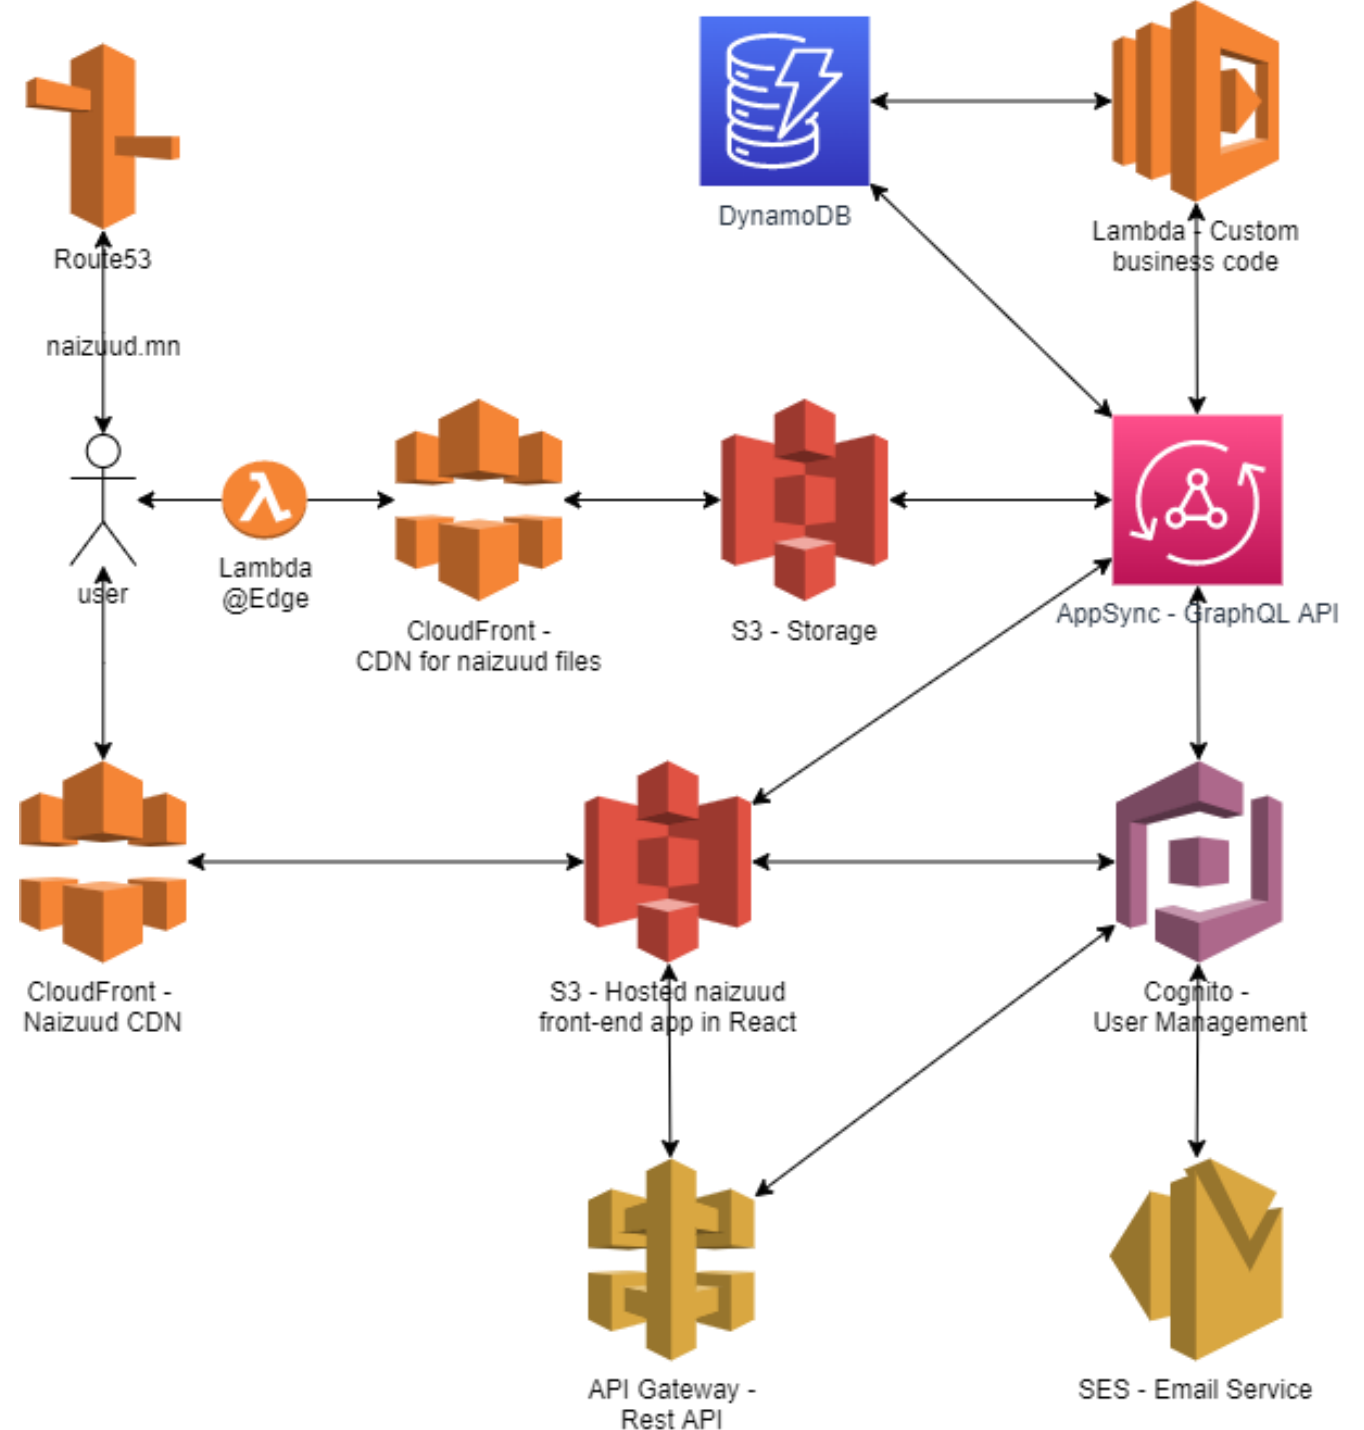 DynamoDB
Lambda - Custom
business code
Route53
naizuud.mn
user
Lambda
@Edge
CloudFront -
CDN for naizuud files
S3 - Storage
AppSync - GraphQL API
CloudFront -
Naizuud CDN
S3 - Hosted naizuud
front-end app in React
Cognito -
User Management
API Gateway -
Rest API
SES - Email Service